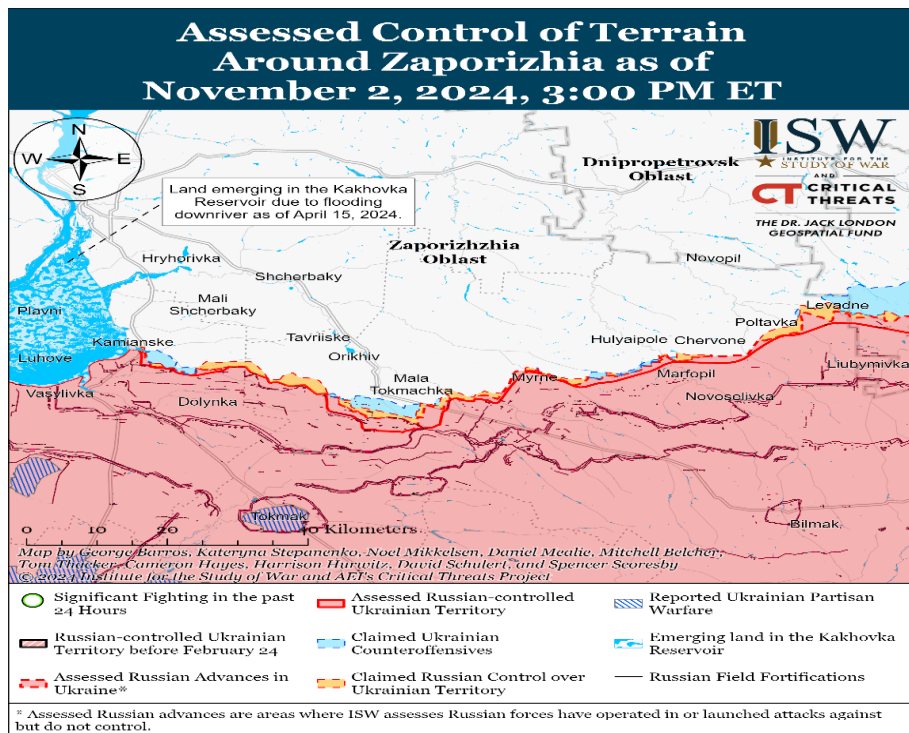 Assessed Control of Terrain
Around Zaporizhia as of
November 2, 2024, 3:00 PM ET
N
W E
S
ISW
INSTITUTE FOR THE
STUDY OF WAR
AND
CT CRITICAL
THREATS
THE DR. JACK LONDON
GEOSPATIAL FUND
Dnipropetrovsk
Oblast
Land emerging in the Kakhovka
Reservoir due to flooding
downriver as of April 15, 2024.
Zaporizhzhia
Oblast
Hryhorivka
Novopil
Shcherbaky
Mali
Shcherbaky
Plavni
Levadne
Poltavka
Kamianske
Tavriiske
Hulyaipole
Chervone
Luhove
Orikhiv
Liubymivka
Mala
Tokmachka
Myrne
Marfopil
Vasylivka
Dolynka
Novoselivka
Tokmak
Bilmak
0 20 40 Kilometers
Map by George Barros, Kateryna Stepanenko, Noel Mikkelsen, Daniel Mealie, Mitchell Belcher,
Tom Thacker, Cameron Hayes, Harrison Hurwitz, David Schulert, and Spencer Scoresby
© 2024 Institute for the Study of War and AEI's Critical Threats Project
Significant Fighting in the past
24 Hours
Assessed Russian-controlled
Ukrainian Territory
Reported Ukrainian Partisan
Warfare
Russian-controlled Ukrainian
Territory before February 24
Claimed Ukrainian
Counteroffensives
Emerging land in the Kakhovka
Reservoir
Assessed Russian Advances in
Ukraine*
Claimed Russian Control over
Ukrainian Territory
Russian Field Fortifications
* Assessed Russian advances are areas where ISW assesses Russian forces have operated in or launched attacks against
but do not control.